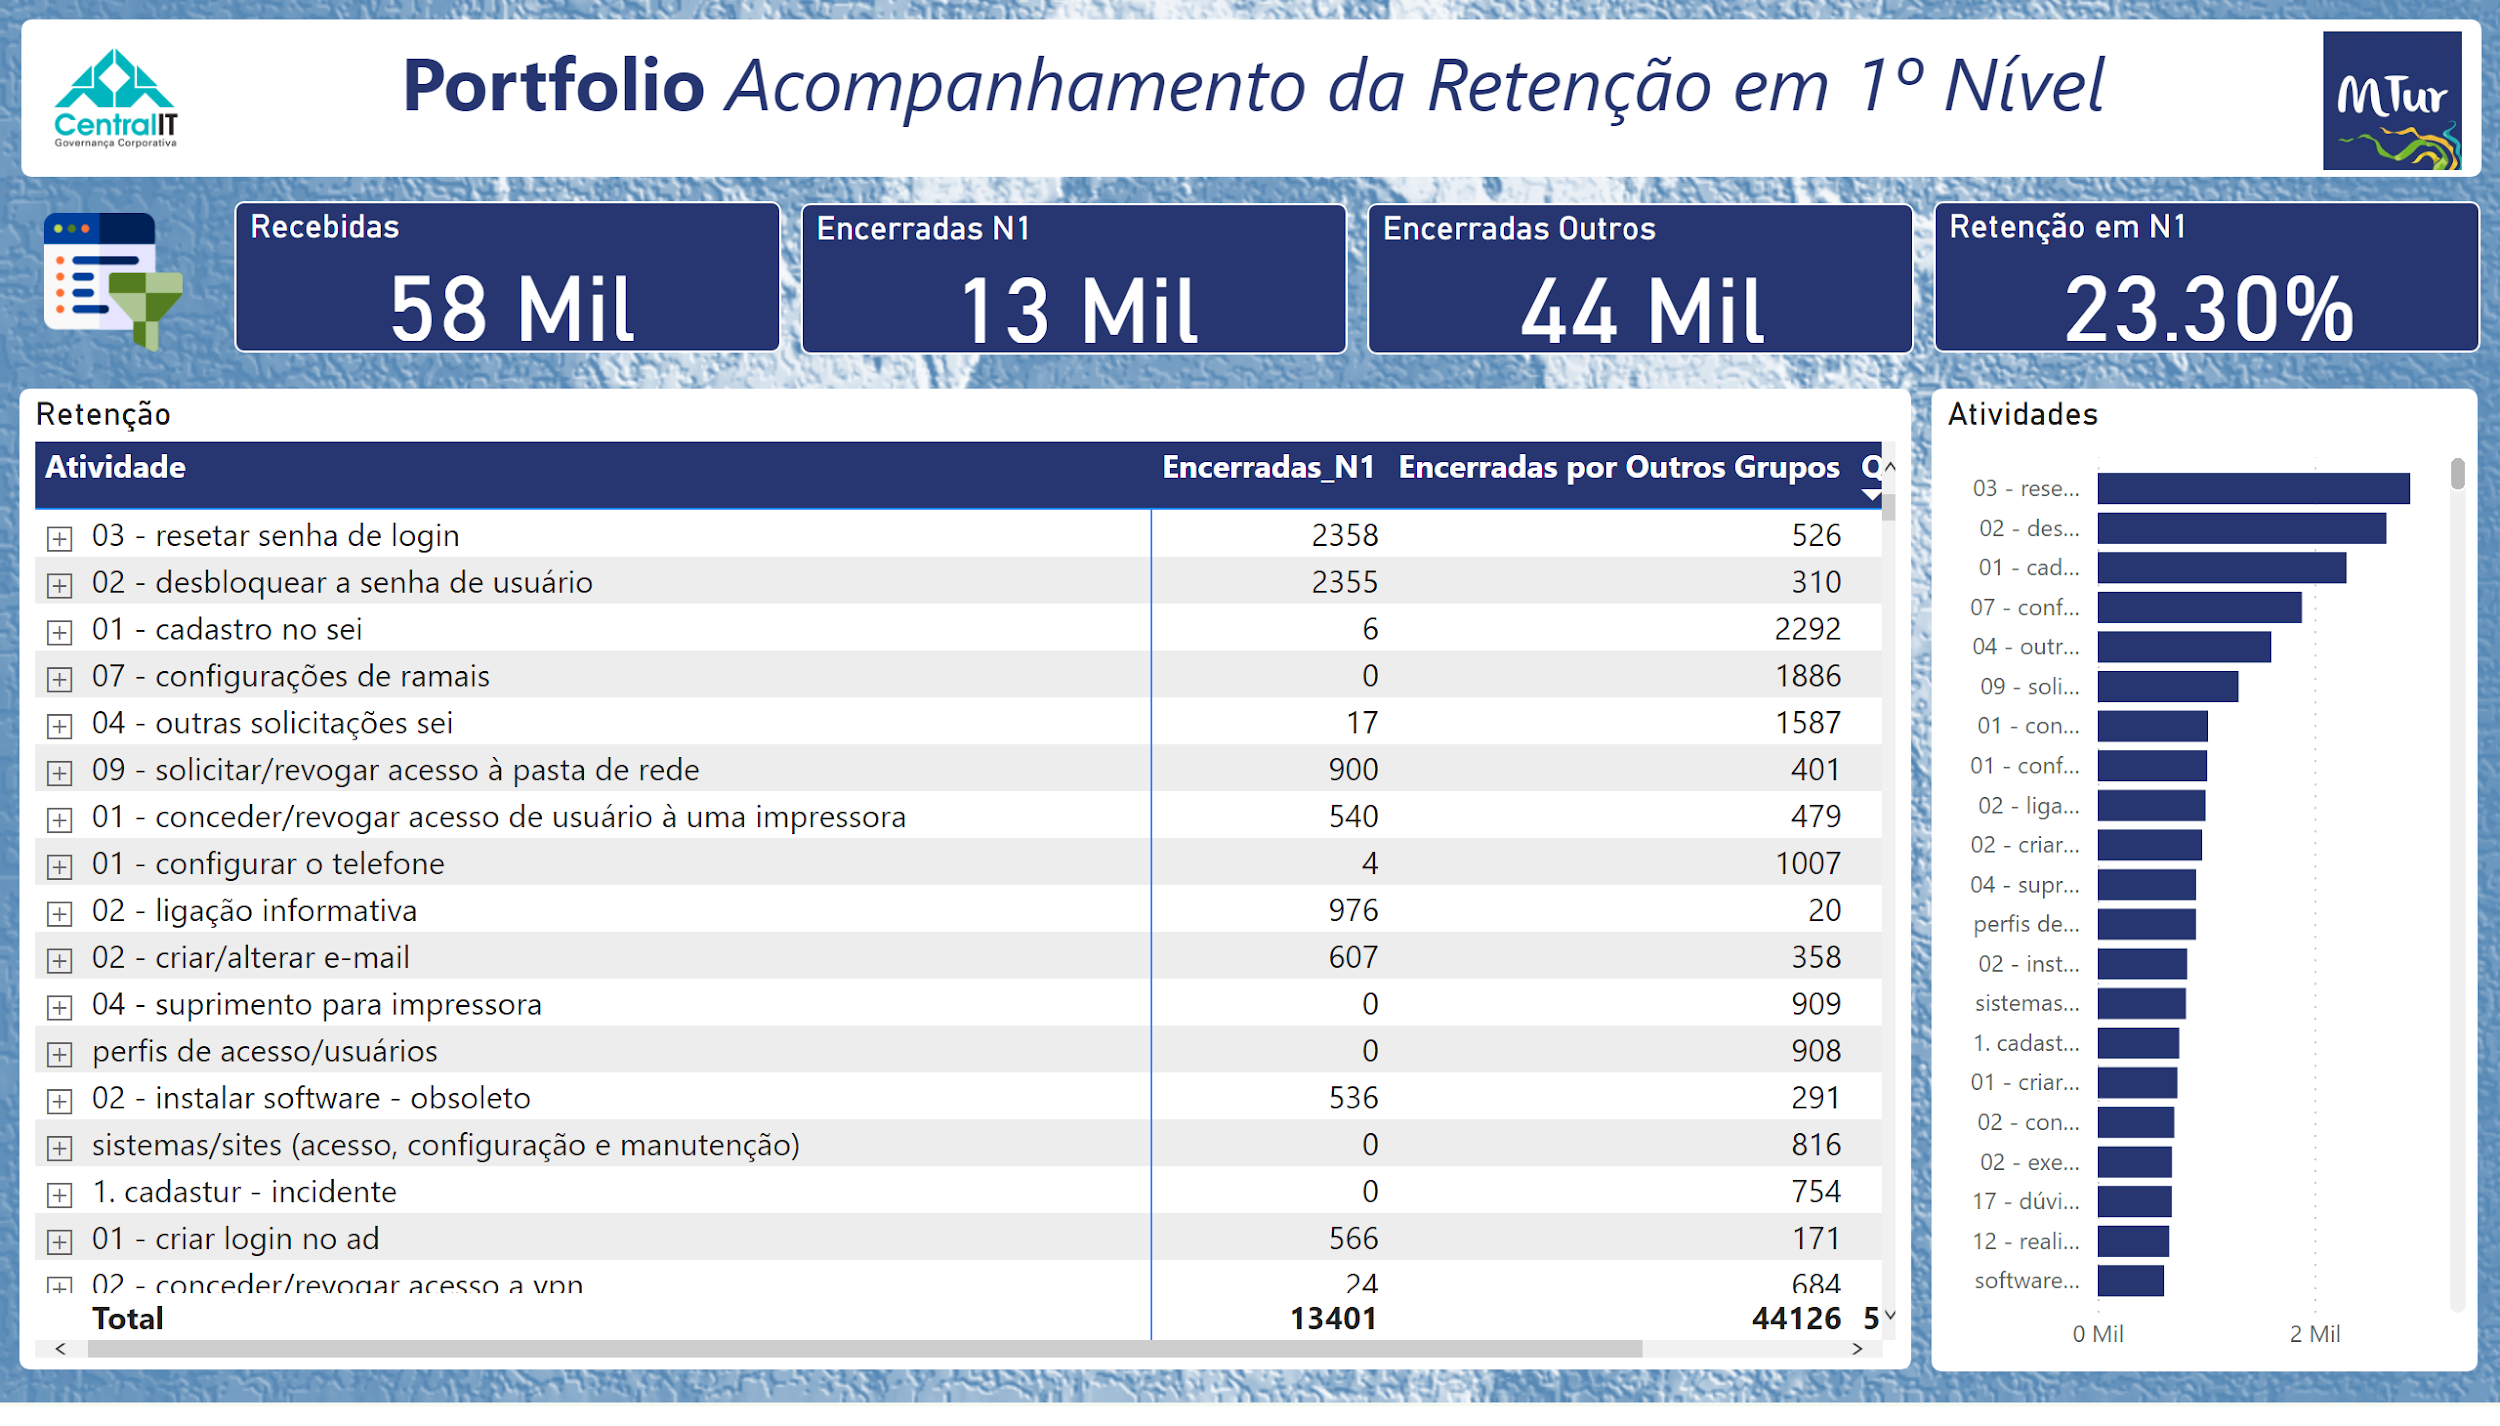 CentralIT
Governança Corporativa
Portfolio Acompanhamento da Retenção em 1º Nível
MTur
Recebidas
58 Mil
Encerradas N1
13 Mil
Encerradas Outros
44 Mil
Retenção em N1
23.30%
Retenção
Atividade Encerradas_N1 Encerradas por Outros Grupos Q
03 - resetar senha de login 2358 526
02 - desbloquear a senha de usuário 2355 310
01 - cadastro no sei 6 2292
07 - configurações de ramais 0 1886
04 - outras solicitações sei 17 1587
09 - solicitar/revogar acesso à pasta de rede 900 401
01 - conceder/revogar acesso de usuário à uma impressora 540 479
01 - configurar o telefone 4 1007
02 - ligação informativa 976 20
02 - criar/alterar e-mail 607 358
04 - suprimento para impressora 0 909
perfis de acesso/usuários 0 908
02 - instalar software - obsoleto 536 291
sistemas/sites (acesso, configuração e manutenção) 0 816
1. cadastur - incidente 0 754
01 - criar login no ad 566 171
02 - conceder/revogar acesso a vpn 24 684
Total 13401 44126 5
Atividades
03 - rese...
02 - des...
01 - cad...
07 - conf...
04 - outr...
09 - soli...
01 - con...
01 - conf...
02 - liga...
02 - criar...
04 - supr...
perfis de...
02 - inst...
sistemas...
1. cadast...
01 - criar...
02 - con...
02 - exe...
17 - dúvi...
12 - reali...
software...
0 Mil 2 Mil